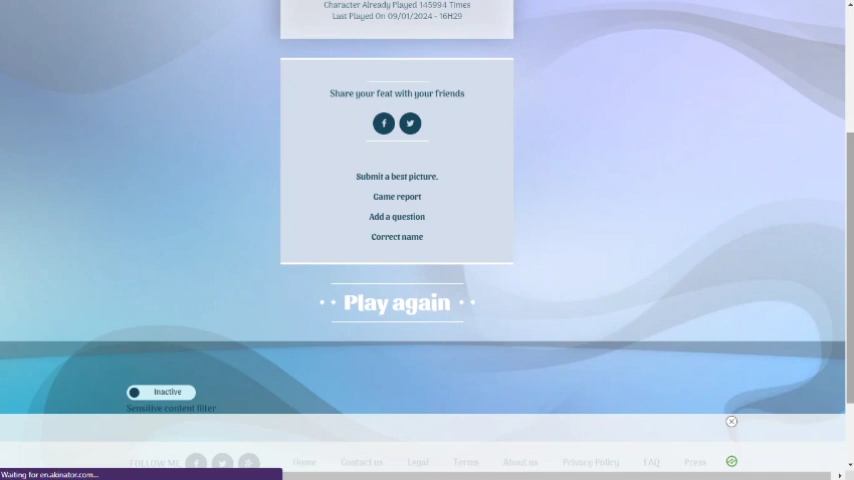 Character Already Played 145994 Times
Last Played On 09/01/2024 - 16H29
Share your feat with your friends
Submit a best picture.
Game report
Add a question
Correct name
Play again
Inactive
Sensitive content filter
FOLLOW ME
Home Contact us Legal Terms About us Privacy Policy FAQ Press
Waiting for en.akinator.com...